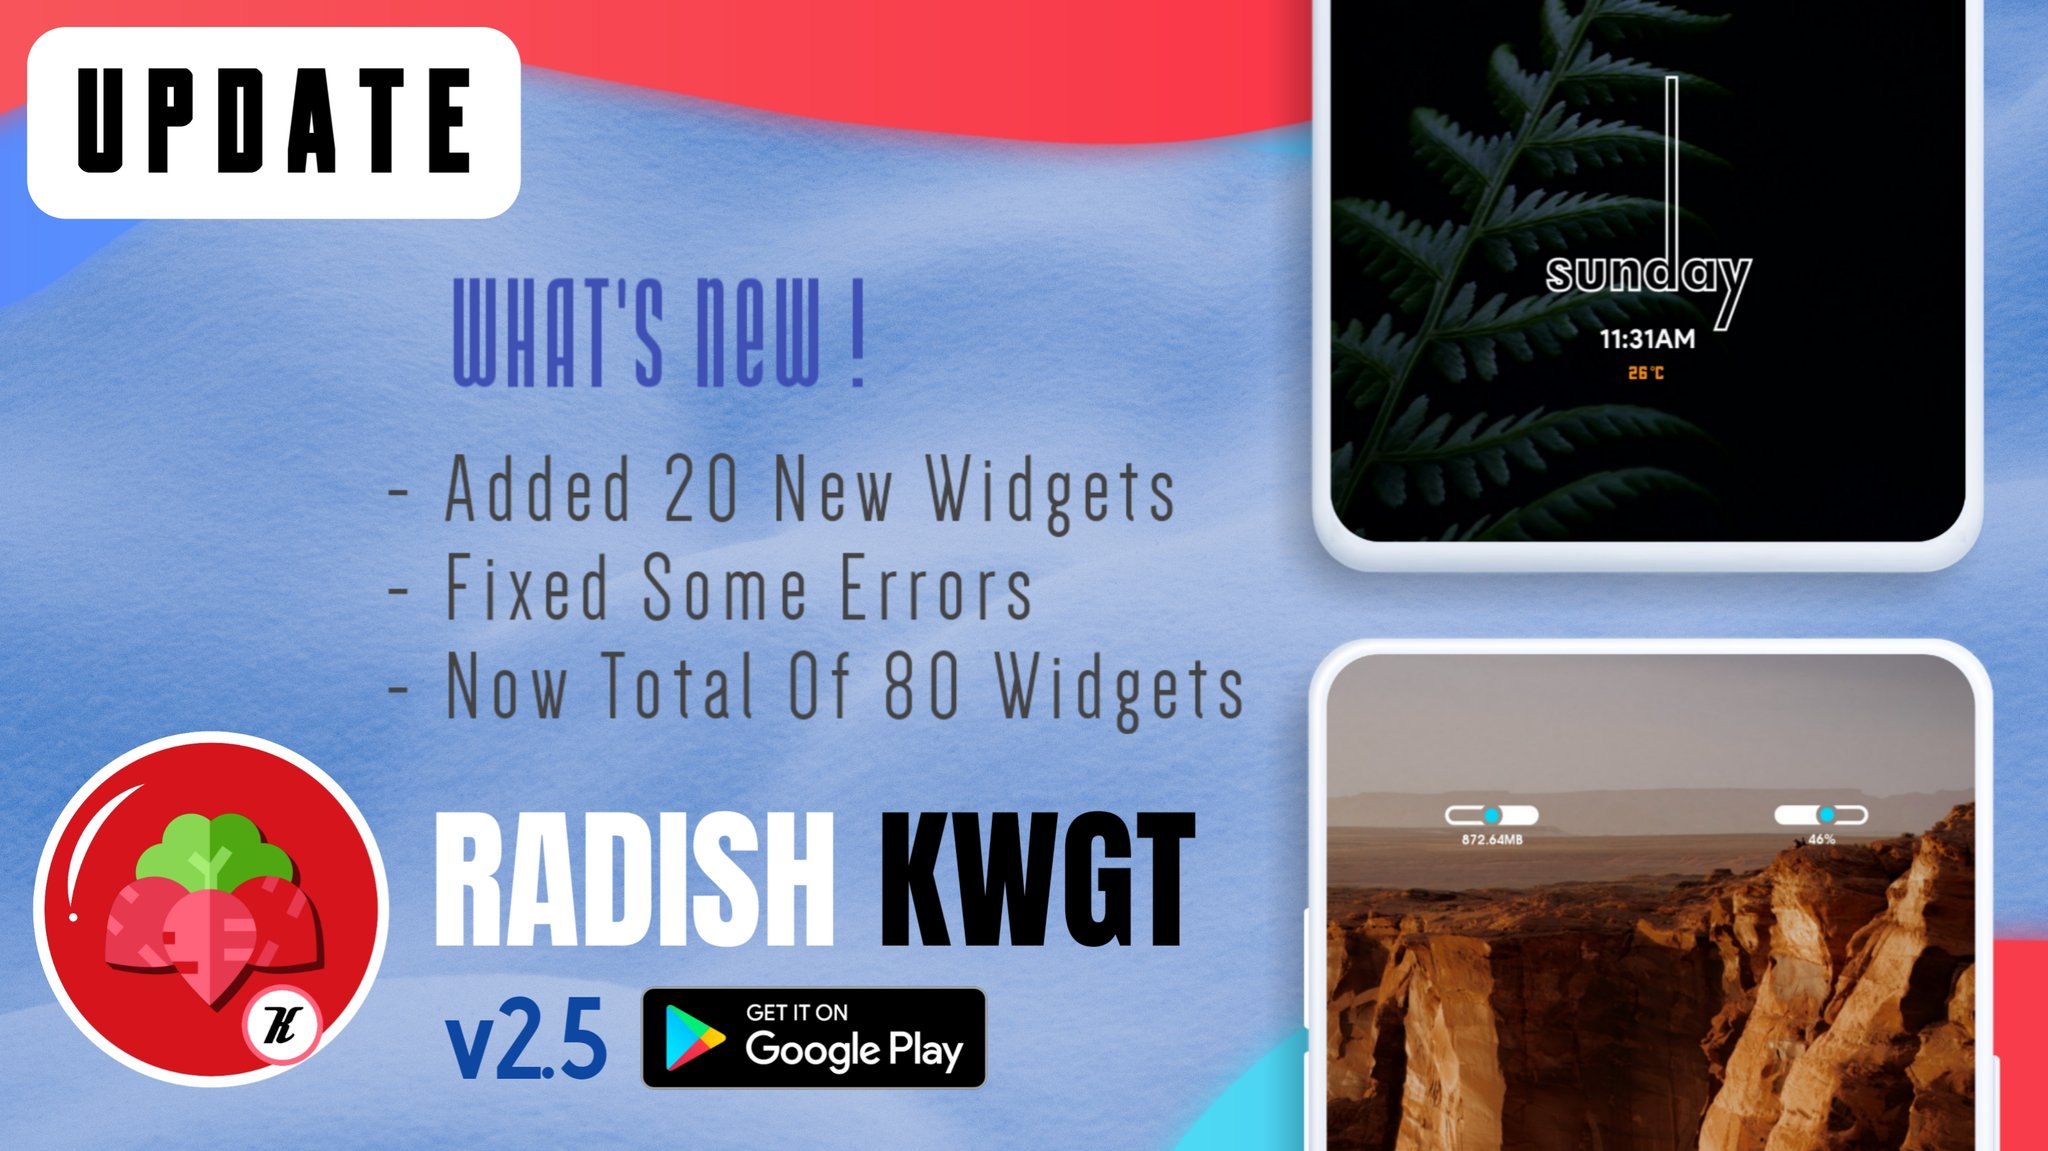 UPDATE
WHAT'S NEW !
- Added 20 New Widgets
- Fixed Some Errors
- Now Total Of 80 Widgets
RADISH KWGT
v2.5
GET IT ON
Google Play
K
sunday
11:31AM
26°C
872.64MB
46%